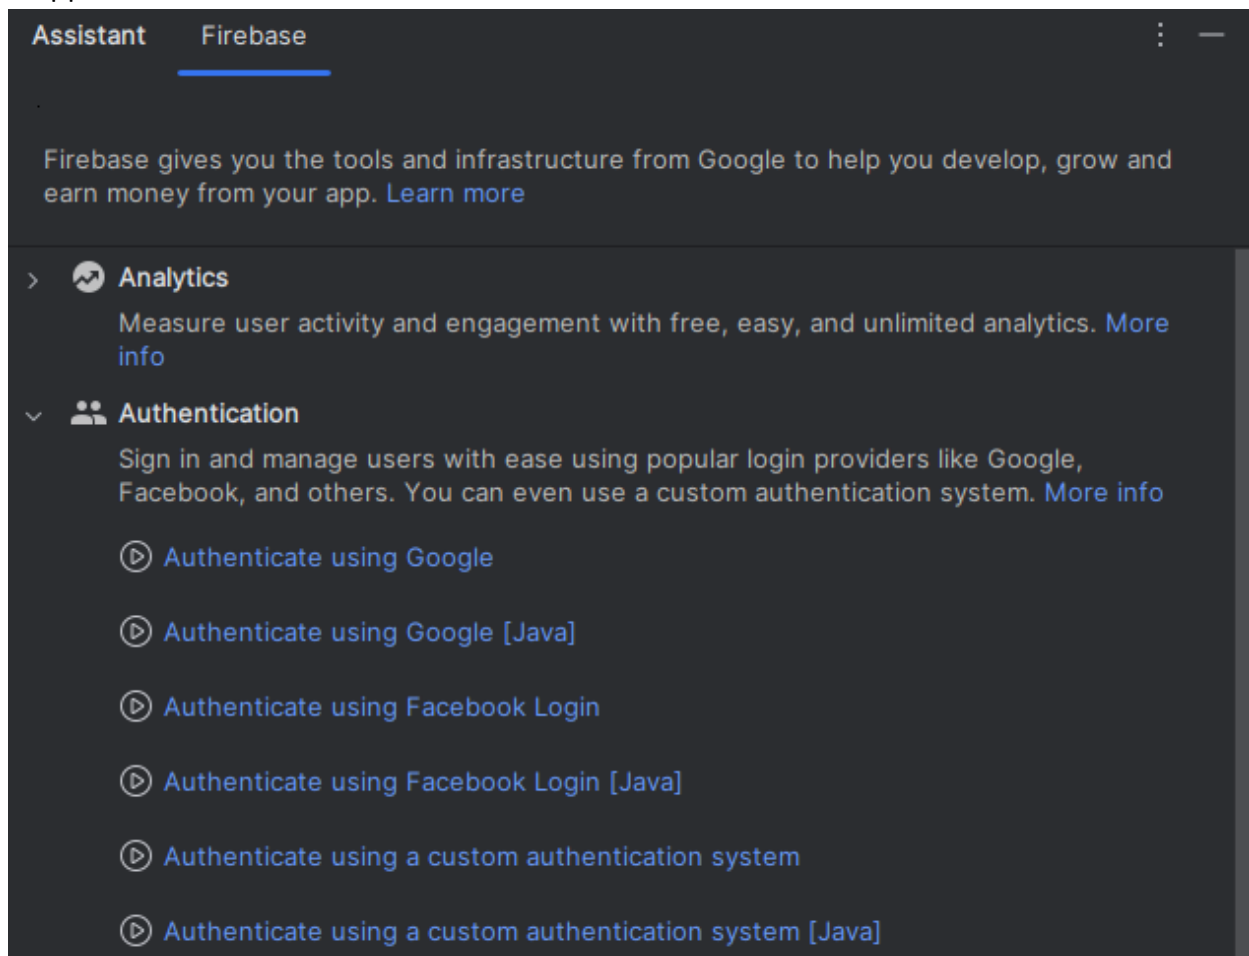 Assistant Firebase
Firebase gives you the tools and infrastructure from Google to help you develop, grow and
earn money from your app. Learn more
Analytics
Measure user activity and engagement with free, easy, and unlimited analytics. More
info
Authentication
Sign in and manage users with ease using popular login providers like Google,
Facebook, and others. You can even use a custom authentication system. More info
Authenticate using Google
Authenticate using Google [Java]
Authenticate using Facebook Login
Authenticate using Facebook Login [Java]
Authenticate using a custom authentication system
Authenticate using a custom authentication system [Java]